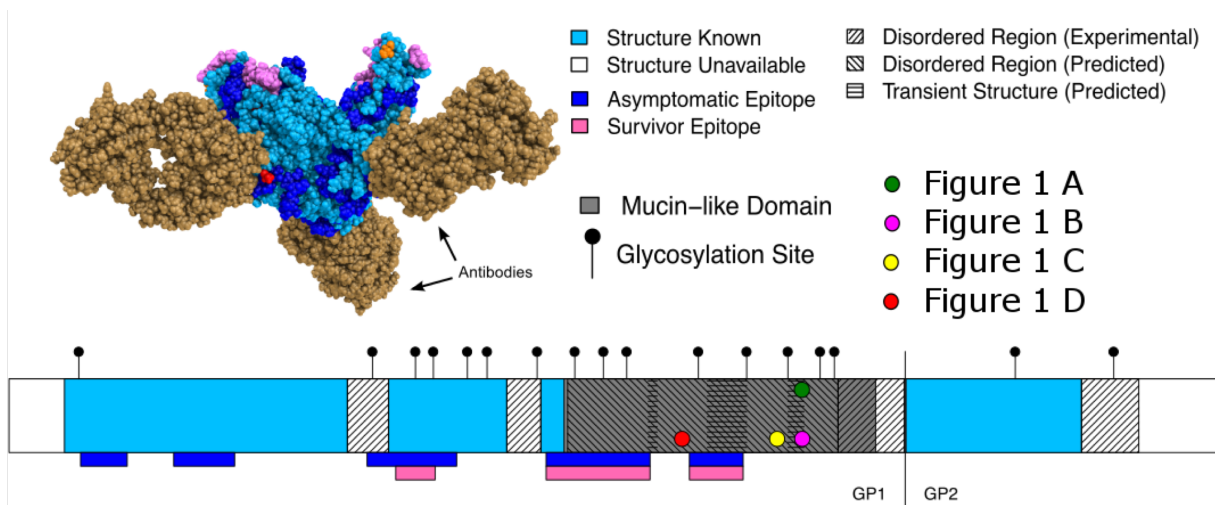 Structure Known
Structure Unavailable
Asymptomatic Epitope
Survivor Epitope
Disordered Region (Experimental)
Disordered Region (Predicted)
Transient Structure (Predicted)
Mucin-like Domain
Glycosylation Site
Figure 1 A
Figure 1 B
Figure 1 C
Figure 1 D
Antibodies
GP1
GP2